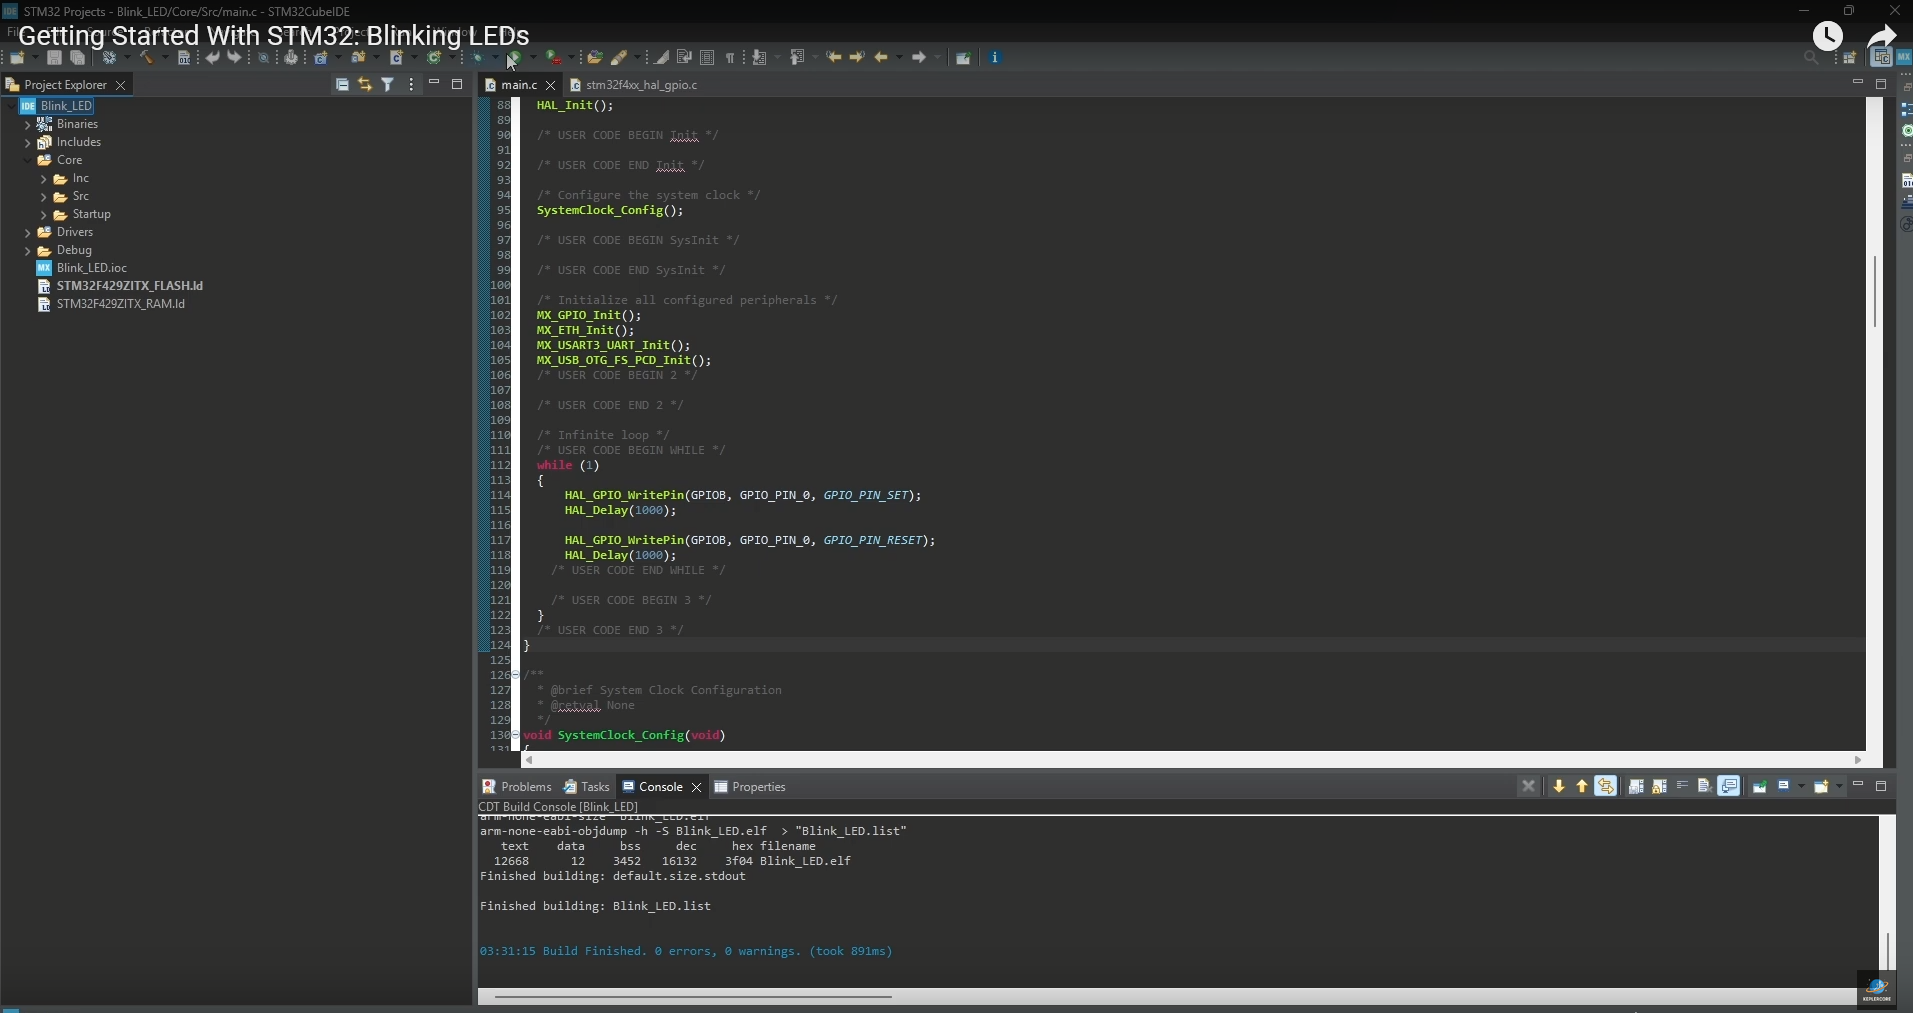 STM32 Projects - Blink_LED/Core/Src/main.c - STM32CubeIDE
Getting Started With STM32: Blinking LEDs
Project Explorer
main.c
stm32f4xx_hal_gpio.c
Blink_LED
Binaries
Includes
Core
Inc
Src
Startup
Drivers
Debug
Blink_LED.ioc
STM32F429ZITX_FLASH.ld
STM32F429ZITX_RAM.ld
88 HAL_Init();
89
90 /* USER CODE BEGIN Init */
91
92 /* USER CODE END Init */
93
94 /* Configure the system clock */
95 SystemClock_Config();
96
97 /* USER CODE BEGIN SysInit */
98
99 /* USER CODE END SysInit */
100
101 /* Initialize all configured peripherals */
102 MX_GPIO_Init();
103 MX_ETH_Init();
104 MX_USART3_UART_Init();
105 MX_USB_OTG_FS_PCD_Init();
106 /* USER CODE BEGIN 2 */
107
108 /* USER CODE END 2 */
109
110 /* Infinite loop */
111 /* USER CODE BEGIN WHILE */
112 while (1)
113 {
114 HAL_GPIO_WritePin(GPIOB, GPIO_PIN_0, GPIO_PIN_SET);
115 HAL_Delay(1000);
116
117 HAL_GPIO_WritePin(GPIOB, GPIO_PIN_0, GPIO_PIN_RESET);
118 HAL_Delay(1000);
119 /* USER CODE END WHILE */
120
121 /* USER CODE BEGIN 3 */
122 }
123 /* USER CODE END 3 */
124 }
125
126 /**
127 * @brief System Clock Configuration
128 * @retval None
129 */
130 void SystemClock_Config(void)
131 {
Problems
Tasks
Console
Properties
CDT Build Console [Blink_LED]
arm-none-eabi-size Blink_LED.elf
arm-none-eabi-objdump -h -S Blink_LED.elf > "Blink_LED.list"
text data bss dec hex filename
12668 12 3452 16132 3f04 Blink_LED.elf
Finished building: default.size.stdout
Finished building: Blink_LED.list
03:31:15 Build Finished. 0 errors, 0 warnings. (took 891ms)
KEPLERCORE